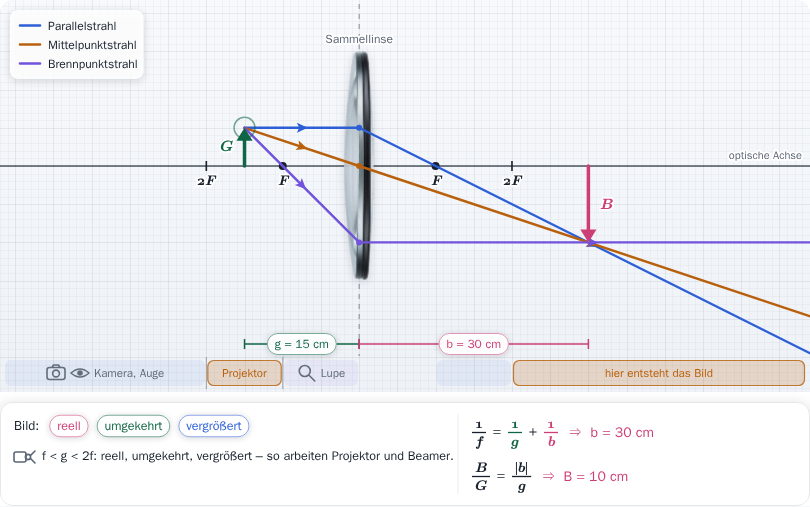 Parallelstrahl
Mittelpunktstrahl
Brennpunktstrahl
Sammellinse
G
optische Achse
2F
F
F
2F
B
g = 15 cm
b = 30 cm
Kamera, Auge
Projektor
Lupe
hier entsteht das Bild
Bild: reell umgekehrt vergrößert
f < g < 2f: reell, umgekehrt, vergrößert – so arbeiten Projektor und Beamer.
1/f = 1/g + 1/b ⇒ b = 30 cm
B/G = |b|/g ⇒ B = 10 cm